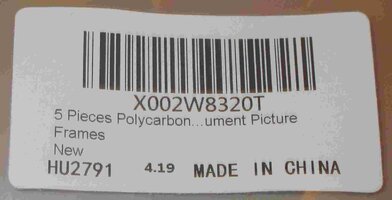 X002W8320T
5 Pieces Polycarbon...ument Picture
Frames
New
HU2791 4.19 MADE IN CHINA